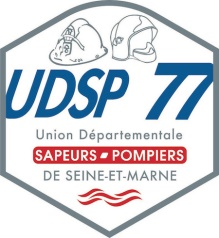 UDSP 77
Union Départementale
SAPEURS - POMPIERS
DE SEINE-ET-MARNE